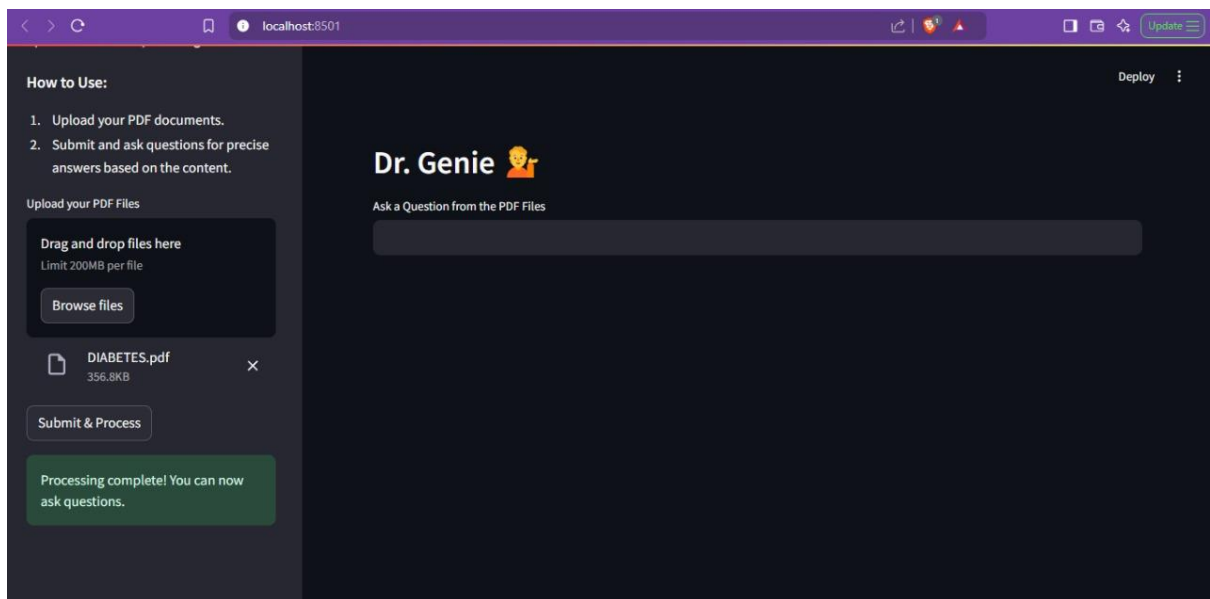 localhost:8501
1
Update
Deploy
How to Use:
1. Upload your PDF documents.
2. Submit and ask questions for precise
answers based on the content.
Upload your PDF Files
Drag and drop files here
Limit 200MB per file
Browse files
DIABETES.pdf
356.8KB
Submit & Process
Processing complete! You can now
ask questions.
Dr. Genie
Ask a Question from the PDF Files